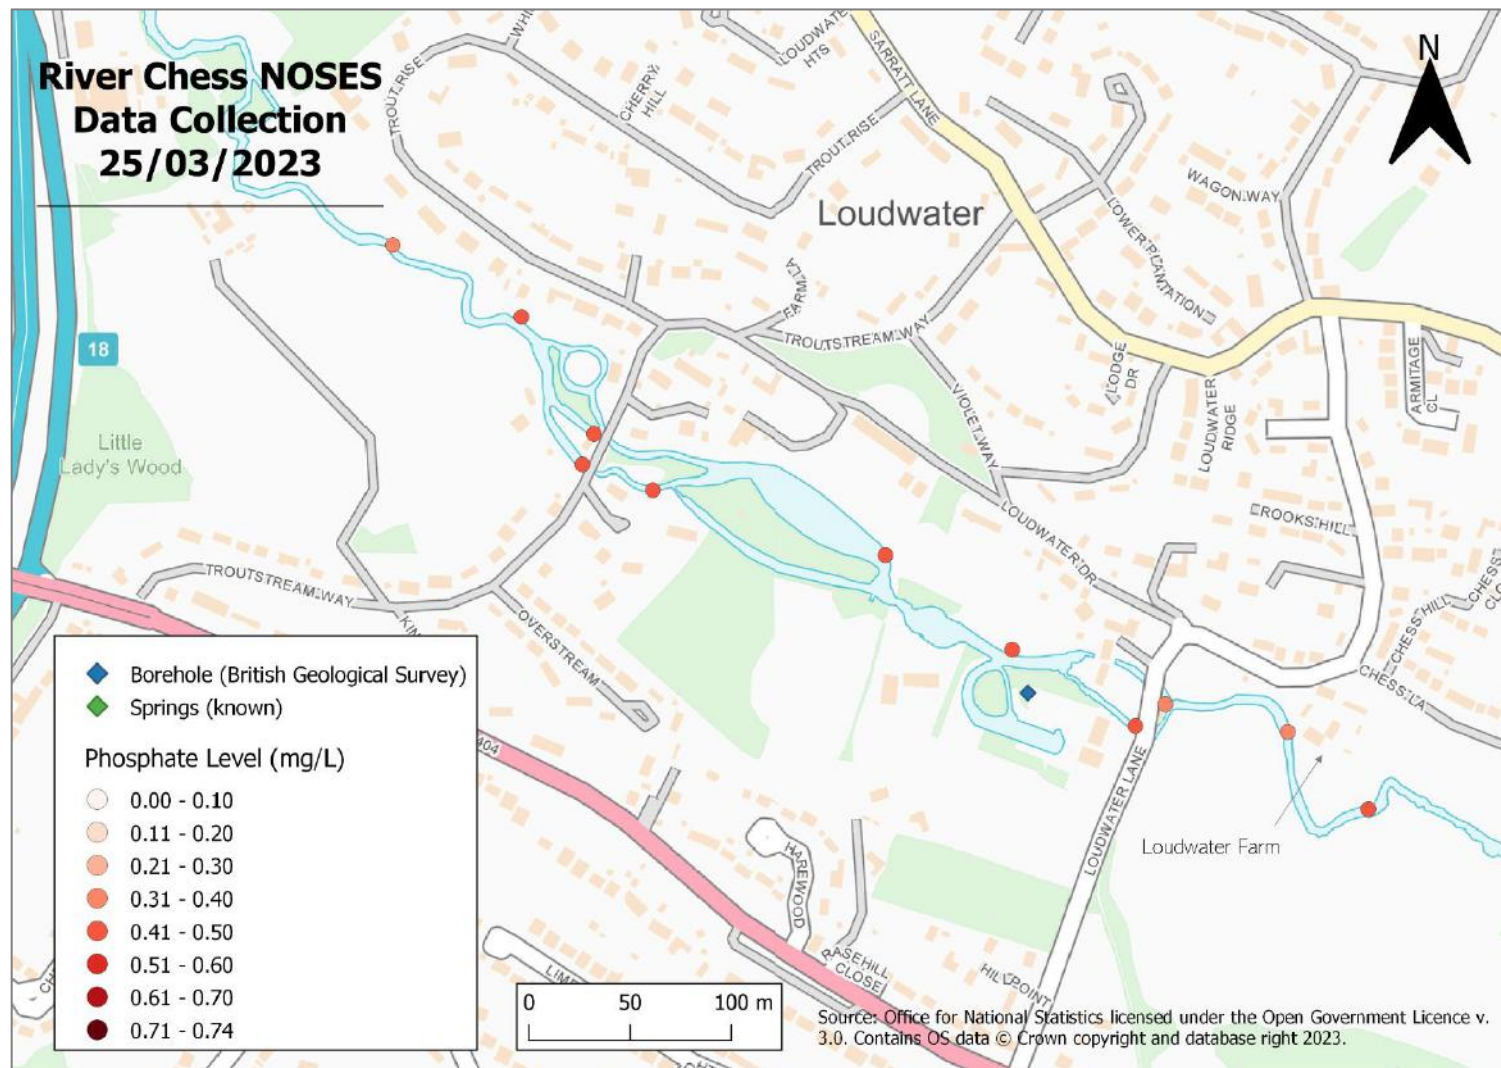 River Chess NOSES
Data Collection
25/03/2023
N
TROUT RISE
CHERRY
HILL
LOUDWATER
HTS
SARRATT LANE
TROUT RISE
Loudwater
WAGON WAY
LOWER PLANTATION
FARM LA
TROUTSTREAM WAY
VIOLET WAY
LODGE
DR
LOUDWATER
RIDGE
ARMITAGE
CL
18
Little
Lady's Wood
LOUDWATER DR
CHESS HILL
CHESS LA
TROUTSTREAM WAY
OVERSTREAM
LOUDWATER LANE
Loudwater Farm
HAREWOOD
CLOSE
HILLPOINT
Borehole (British Geological Survey)
Springs (known)
Phosphate Level (mg/L)
0.00 - 0.10
0.11 - 0.20
0.21 - 0.30
0.31 - 0.40
0.41 - 0.50
0.51 - 0.60
0.61 - 0.70
0.71 - 0.74
0 50 100 m
Source: Office for National Statistics licensed under the Open Government Licence v.
3.0. Contains OS data © Crown copyright and database right 2023.